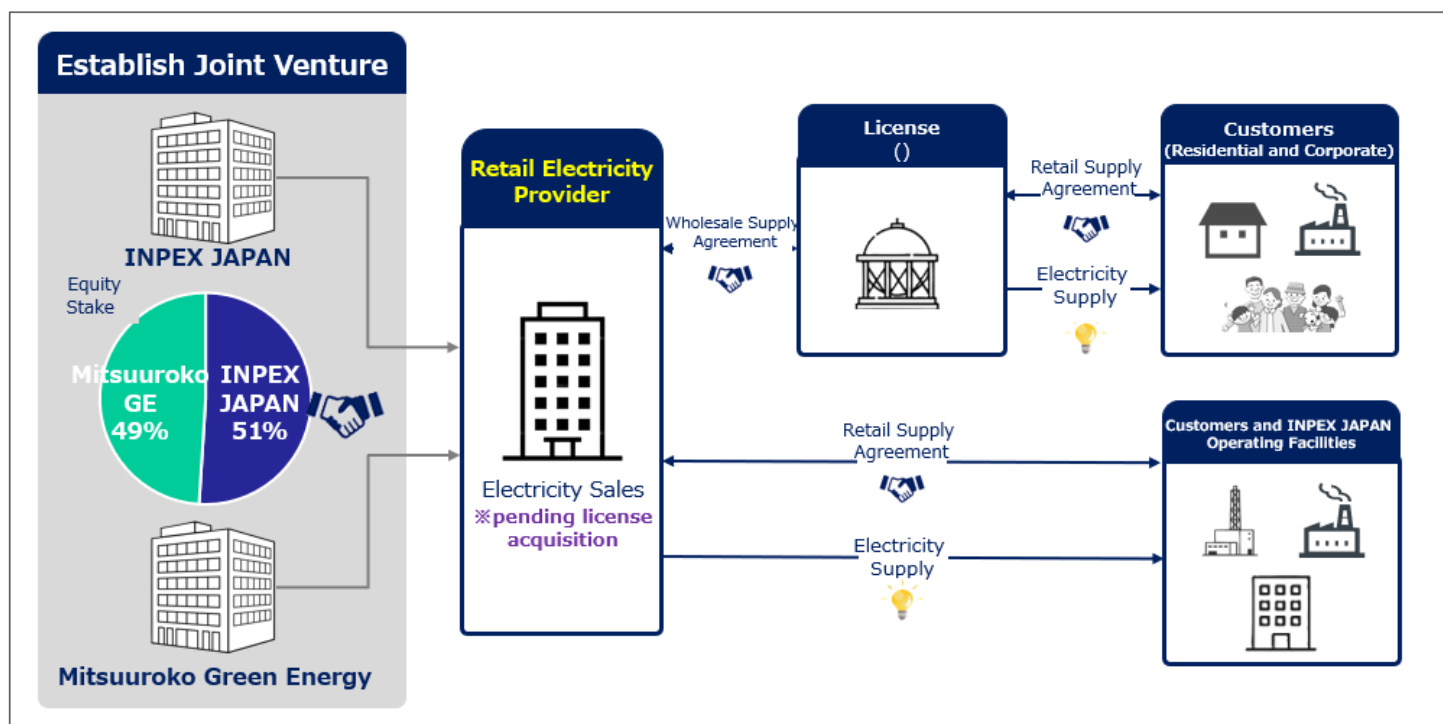 Establish Joint Venture
INPEX JAPAN
Equity
Stake
Mitsuuroko
GE
49%
INPEX
JAPAN
51%
Mitsuuroko Green Energy
Retail Electricity
Provider
Electricity Sales
※pending license
acquisition
Wholesale Supply
Agreement
License
()
Retail Supply
Agreement
Electricity
Supply
Customers
(Residential and Corporate)
Retail Supply
Agreement
Electricity
Supply
Customers and INPEX JAPAN
Operating Facilities